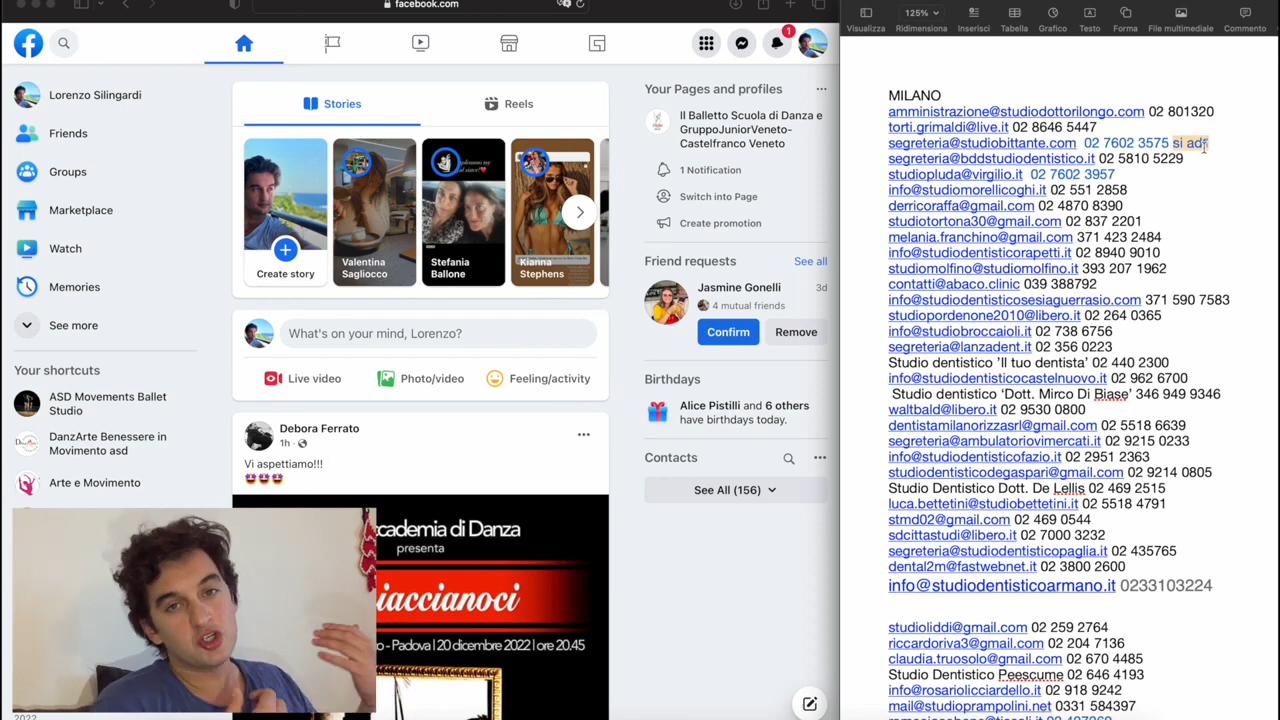 facebook.com
1
Lorenzo Silingardi
Friends
Groups
Marketplace
Watch
Memories
See more
Your shortcuts
ASD Movements Ballet
Studio
DanzArte Benessere in
Movimento asd
Arte e Movimento
2022
Stories
Reels
Create story
Valentina
Sagliocco
Stefania
Ballone
Kianna
Stephens
What's on your mind, Lorenzo?
Live video
Photo/video
Feeling/activity
Debora Ferrato
1h ·
Vi aspettiamo!!!
ccademia di Danza
presenta
iaccianoci
o - Padova | 20 dicembre 2022 | ore 20.45
Your Pages and profiles
Il Balletto Scuola di Danza e
GruppoJuniorVeneto-
Castelfranco Veneto
1 Notification
Switch into Page
Create promotion
Friend requests
See all
Jasmine Gonelli
3d
4 mutual friends
Confirm
Remove
Birthdays
Alice Pistilli and 6 others
have birthdays today.
Contacts
See All (156)
125%
Visualizza
Ridimensiona
Inserisci
Tabella
Grafico
Testo
Forma
File multimediale
Commento
MILANO
amministrazione@studiodottorilongo.com 02 801320
torti.grimaldi@live.it 02 8646 5447
segreteria@studiobittante.com 02 7602 3575 si ads
segreteria@bddstudiodentistico.it 02 5810 5229
studiopluda@virgilio.it 02 7602 3957
info@studiomorellicoghi.it 02 551 2858
derricoraffa@gmail.com 02 4870 8390
studiotortona30@gmail.com 02 837 2201
melania.franchino@gmail.com 371 423 2484
info@studiodentisticorapetti.it 02 8940 9010
studiomolfino@studiomolfino.it 393 207 1962
contatti@abaco.clinic 039 388792
info@studiodentisticosesiaguerrasio.com 371 590 7583
studiopordenone2010@libero.it 02 264 0365
info@studiobroccaioli.it 02 738 6756
segreteria@lanzadent.it 02 356 0223
Studio dentistico 'Il tuo dentista' 02 440 2300
info@studiodentisticocastelnuovo.it 02 962 6700
Studio dentistico ‘Dott. Mirco Di Biase’ 346 949 9346
waltbald@libero.it 02 9530 0800
dentistamilanorizzasrl@gmail.com 02 5518 6639
segreteria@ambulatoriovimercati.it 02 9215 0233
info@studiodentisticofazio.it 02 2951 2363
studiodentisticodegaspari@gmail.com 02 9214 0805
Studio Dentistico Dott. De Lellis 02 469 2515
luca.bettetini@studiobettetini.it 02 5518 4791
stmd02@gmail.com 02 469 0544
sdcittastudi@libero.it 02 7000 3232
segreteria@studiodentisticopaglia.it 02 435765
dental2m@fastwebnet.it 02 3800 2600
info@studiodentisticoarmano.it 0233103224
studioliddi@gmail.com 02 259 2764
riccardoriva3@gmail.com 02 204 7136
claudia.truosolo@gmail.com 02 670 4485
Studio Dentistico Peescume 02 646 4193
info@rosariolicciardello.it 02 918 9242
mail@studioprampolini.net 0331 584397